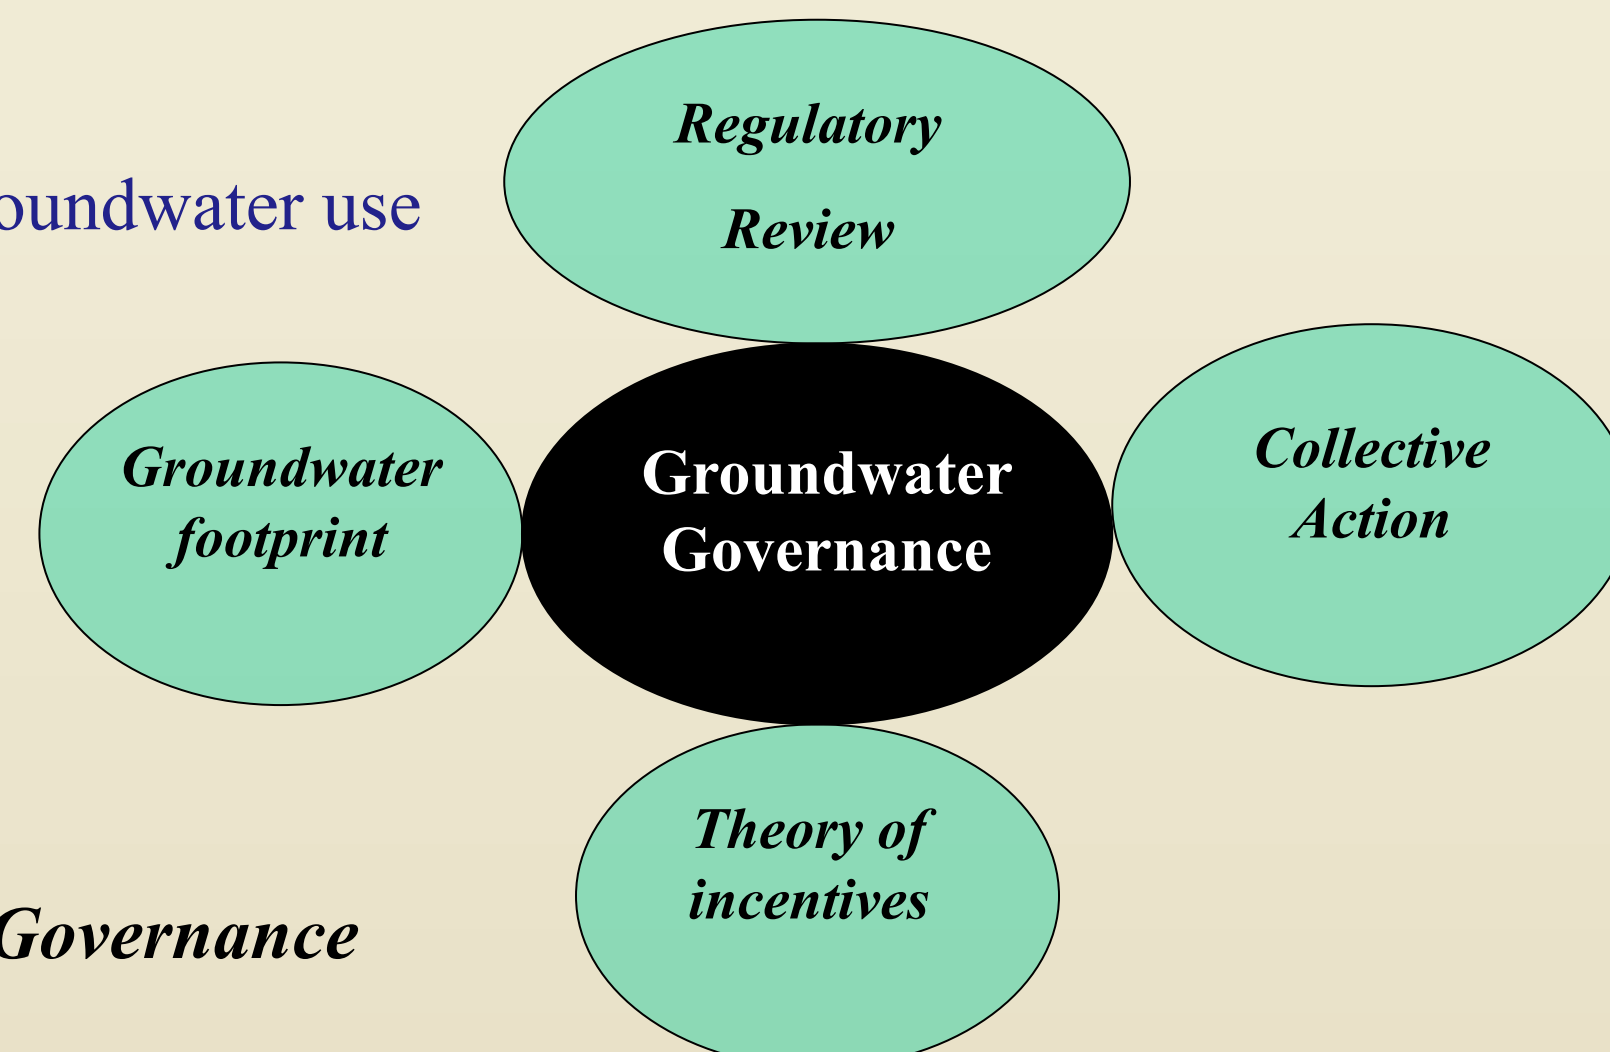 Regulatory
Review
oundwater use
Groundwater
footprint
Groundwater
Governance
Collective
Action
Theory of
incentives
Governance